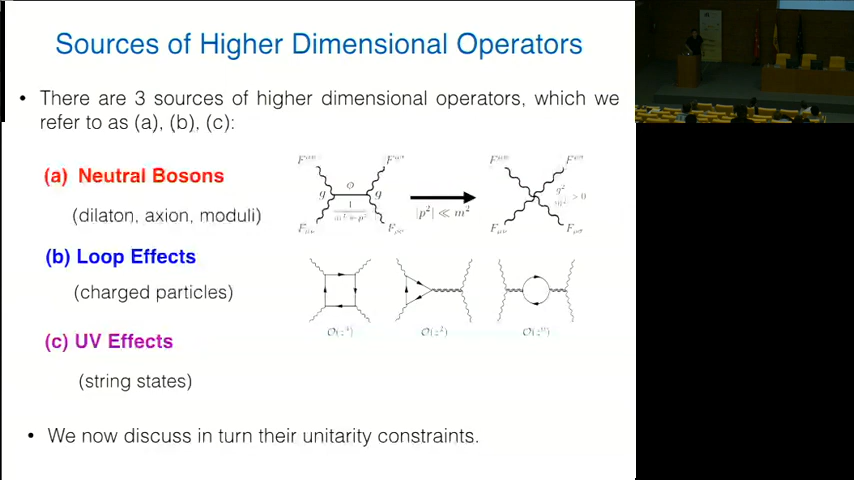 Sources of Higher Dimensional Operators
• There are 3 sources of higher dimensional operators, which we
refer to as (a), (b), (c):
(a) Neutral Bosons
(dilaton, axion, moduli)
g
g
|p²| ≪ m²
(b) Loop Effects
(charged particles)
(c) UV Effects
(string states)
• We now discuss in turn their unitarity constraints.